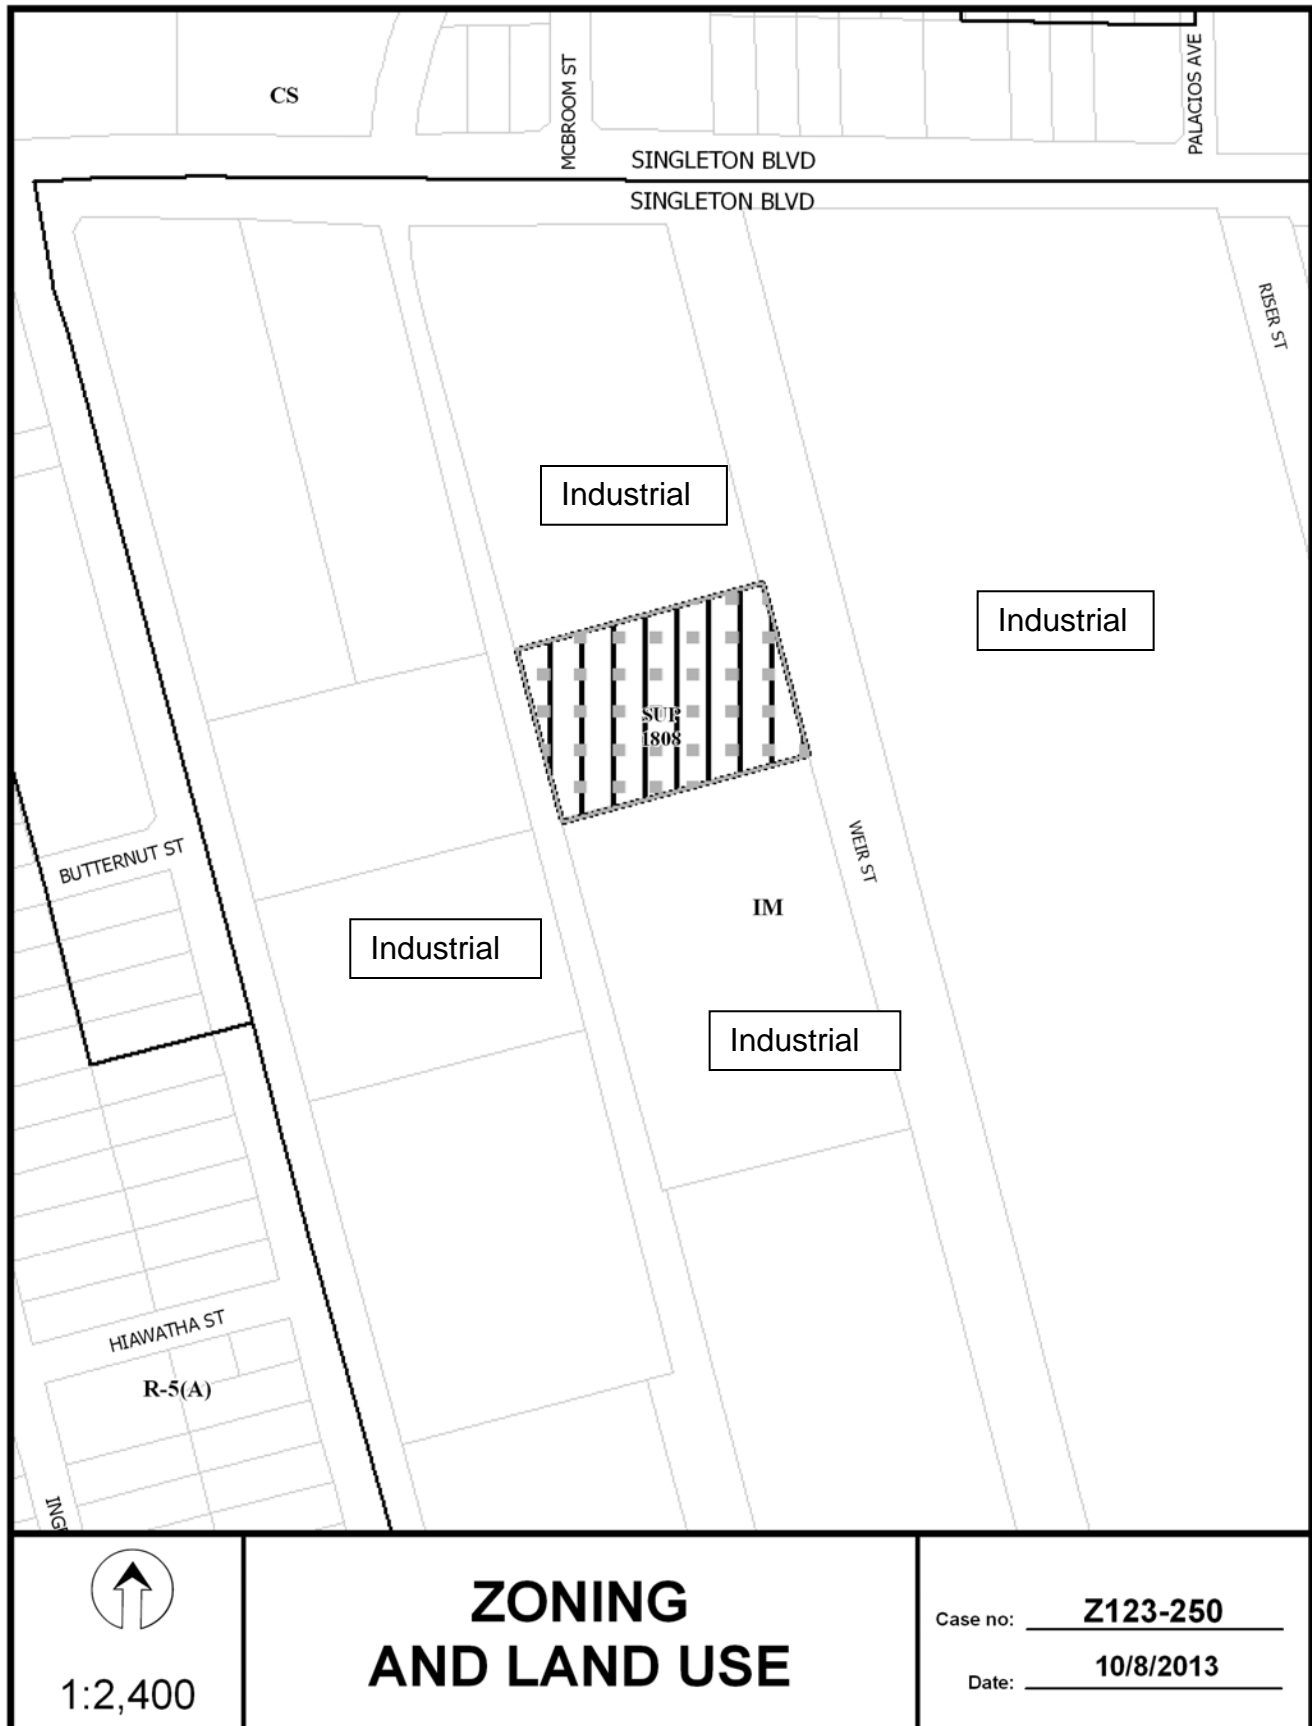 CS
MCBROOM ST
PALACIOS AVE
SINGLETON BLVD
SINGLETON BLVD
RISER ST
Industrial
Industrial
SUP
1808
WEIR ST
BUTTERNUT ST
IM
Industrial
Industrial
HIAWATHA ST
R-5(A)
ING
1:2,400
ZONING
AND LAND USE
Case no: Z123-250
Date: 10/8/2013